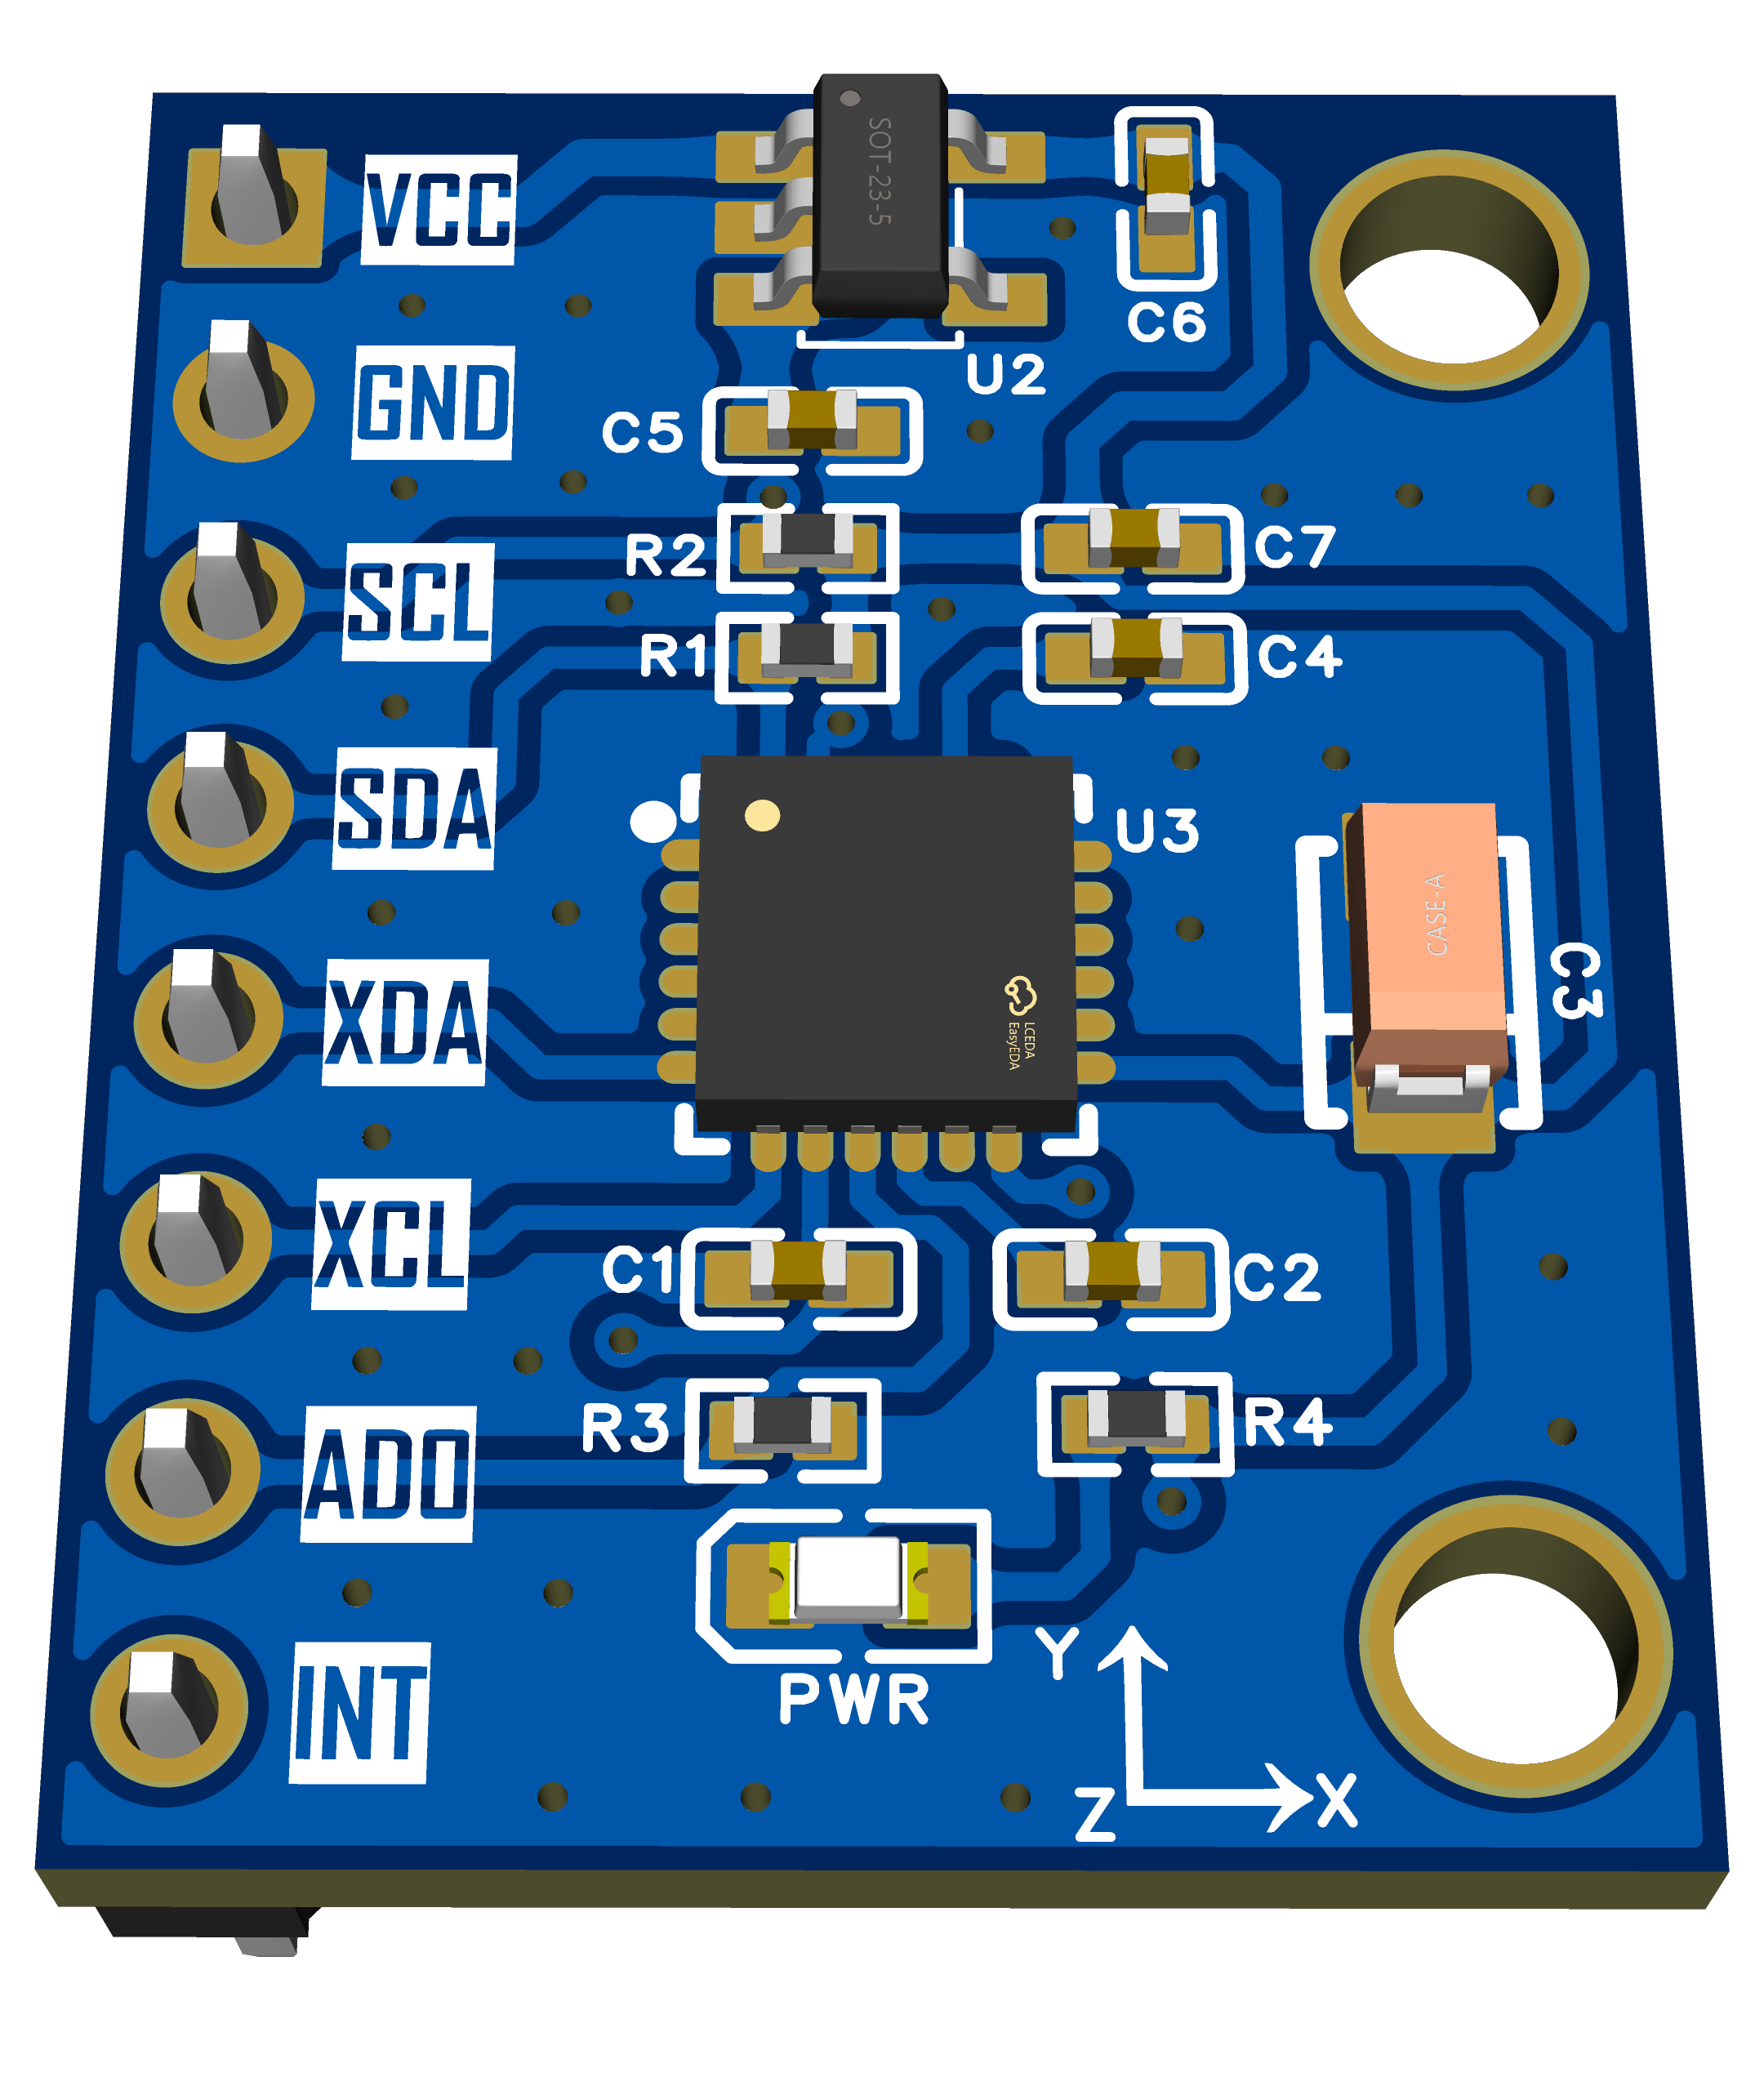 VCC
SOT-23-5
C6
U2
GND
C5
R2
C7
SCL
R1
C4
SDA
U3
CASE-A
C3
LCEDA
EasyEDA
XDA
XCL
C1
C2
R3
R4
AD0
PWR
INT
Y
Z
X